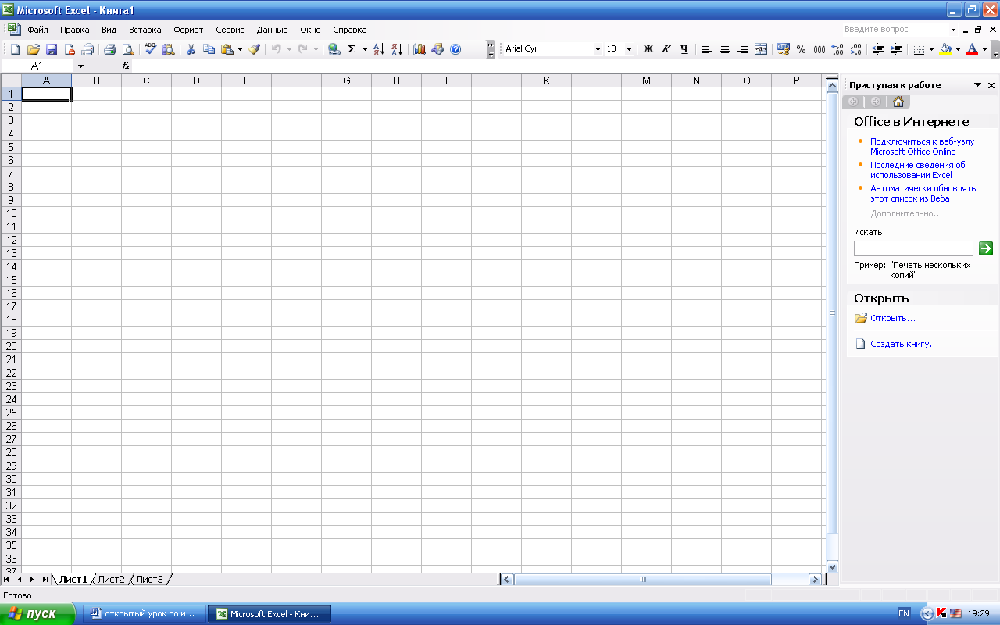 Microsoft Excel - Книга1
Файл Правка Вид Вставка Формат Сервис Данные Окно Справка Введите вопрос
Arial Cyr 10 Ж К Ч % 000
A1 fx
A B C D E F G H I J K L M N O P
1
2
3
4
5
6
7
8
9
10
11
12
13
14
15
16
17
18
19
20
21
22
23
24
25
26
27
28
29
30
31
32
33
34
35
36
37
Приступая к работе
Office в Интернете
Подключиться к веб-узлу
Microsoft Office Online
Последние сведения об
использовании Excel
Автоматически обновлять
этот список из Веба
Дополнительно...
Искать:
Пример: "Печать нескольких
копий"
Открыть
Открыть...
Создать книгу...
Лист1 Лист2 Лист3
Готово
пуск открытый урок по и... Microsoft Excel - Кни... EN 19:29